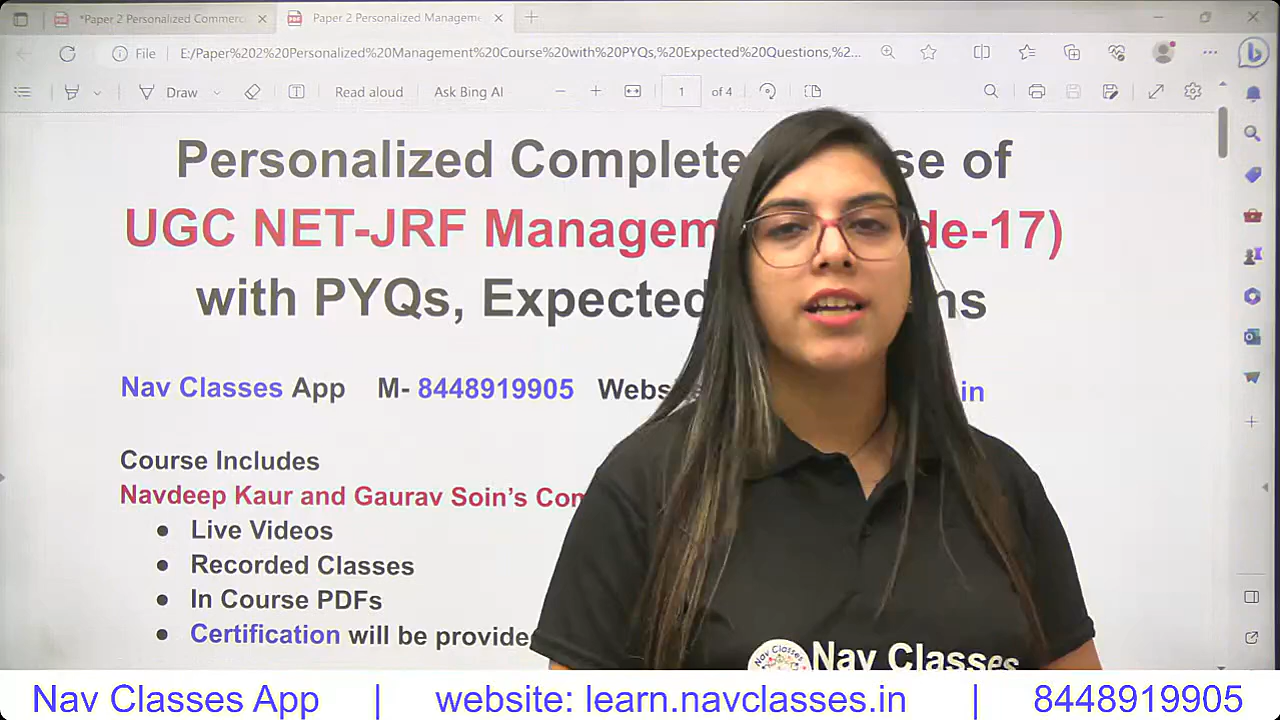 *Paper 2 Personalized Commerc
Paper 2 Personalized Manageme
File
E:/Paper%202%20Personalized%20Management%20Course%20with%20PYQs,%20Expected%20Questions,%2...
Draw
Read aloud
Ask Bing AI
1 of 4
Personalized Complete se of
UGC NET-JRF Managem de-17)
with PYQs, Expected ns
Nav Classes App M- 8448919905 Websi in
Course Includes
Navdeep Kaur and Gaurav Soin's Con
• Live Videos
• Recorded Classes
• In Course PDFs
• Certification will be provide
Nav Classes
Nav Classes
Nav Classes App | website: learn.navclasses.in | 8448919905